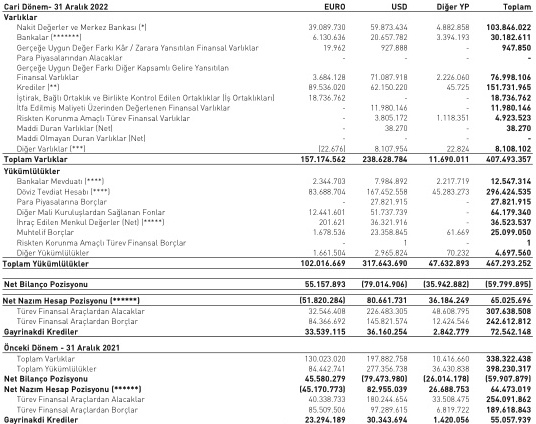 Cari Dönem- 31 Aralık 2022 EURO USD Diğer YP Toplam
Varlıklar
Nakit Değerler ve Merkez Bankası (*) 39.089.730 59.873.434 4.882.858 103.846.022
Bankalar (*******) 6.130.636 20.657.782 3.394.193 30.182.611
Gerçeğe Uygun Değer Farkı Kâr / Zarara Yansıtılan Finansal Varlıklar 19.962 927.888 - 947.850
Para Piyasalarından Alacaklar - - - -
Gerçeğe Uygun Değer Farkı Diğer Kapsamlı Gelire Yansıtılan
Finansal Varlıklar 3.684.128 71.087.918 2.226.060 76.998.106
Krediler (**) 89.536.020 62.150.220 45.725 151.731.965
İştirak, Bağlı Ortaklık ve Birlikte Kontrol Edilen Ortaklıklar (İş Ortaklıkları) 18.736.762 - - 18.736.762
İtfa Edilmiş Maliyeti Üzerinden Değerlenen Finansal Varlıklar - 11.980.146 - 11.980.146
Riskten Korunma Amaçlı Türev Finansal Varlıklar - 3.805.172 1.118.351 4.923.523
Maddi Duran Varlıklar (Net) - 38.270 - 38.270
Maddi Olmayan Duran Varlıklar (Net) - - - -
Diğer Varlıklar (***) (22.676) 8.107.954 22.824 8.108.102
Toplam Varlıklar 157.174.562 238.628.784 11.690.011 407.493.357
Yükümlülükler
Bankalar Mevduatı (****) 2.344.703 7.984.892 2.217.719 12.547.314
Döviz Tevdiat Hesabı (****) 83.688.704 167.452.558 45.283.273 296.424.535
Para Piyasalarına Borçlar - 27.821.915 - 27.821.915
Diğer Mali Kuruluşlardan Sağlanan Fonlar 12.441.601 51.737.739 - 64.179.340
İhraç Edilen Menkul Değerler (Net) (*****) 201.621 36.321.916 - 36.523.537
Muhtelif Borçlar 1.678.536 23.358.845 61.669 25.099.050
Riskten Korunma Amaçlı Türev Finansal Borçlar - 1 - 1
Diğer Yükümlülükler 1.661.504 2.965.824 70.232 4.697.560
Toplam Yükümlülükler 102.016.669 317.643.690 47.632.893 467.293.252
Net Bilanço Pozisyonu 55.157.893 (79.014.906) (35.942.882) (59.799.895)
Net Nazım Hesap Pozisyonu (******) (51.820.284) 80.661.731 36.184.249 65.025.696
Türev Finansal Araçlardan Alacaklar 32.546.408 226.483.305 48.608.795 307.638.508
Türev Finansal Araçlardan Borçlar 84.366.692 145.821.574 12.424.546 242.612.812
Gayrinakdi Krediler 33.539.115 36.160.254 2.842.779 72.542.148
Önceki Dönem - 31 Aralık 2021
Toplam Varlıklar 130.023.020 197.882.758 10.416.660 338.322.438
Toplam Yükümlülükler 84.442.741 277.356.738 36.430.838 398.230.317
Net Bilanço Pozisyonu 45.580.279 (79.473.980) (26.014.178) (59.907.879)
Net Nazım Hesap Pozisyonu (******) (45.170.773) 82.955.039 26.688.753 64.473.019
Türev Finansal Araçlardan Alacaklar 40.338.733 180.244.654 33.508.475 254.091.862
Türev Finansal Araçlardan Borçlar 85.509.506 97.289.615 6.819.722 189.618.843
Gayrinakdi Krediler 23.294.189 30.343.694 1.420.056 55.057.939